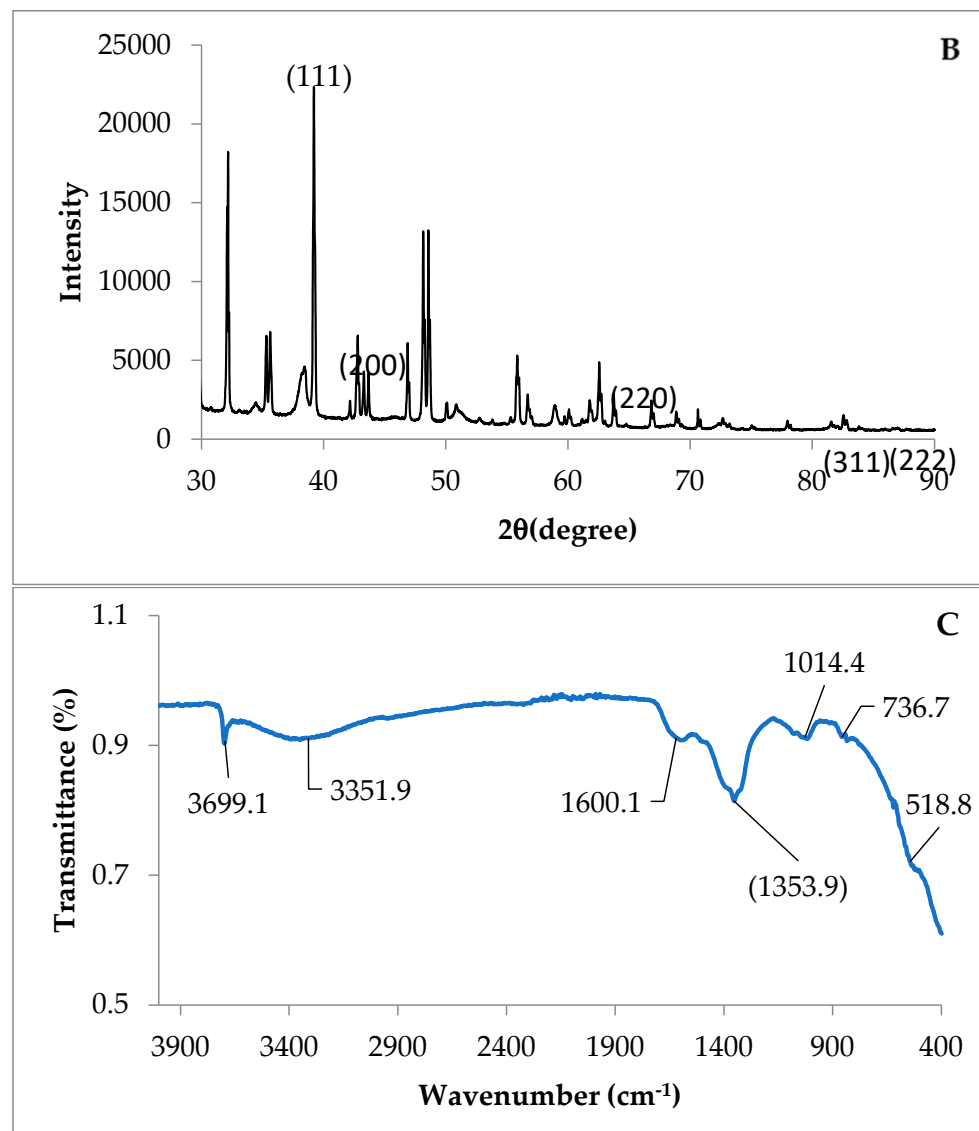 B
25000
20000
15000
10000
5000
0
Intensity
(111)
(200)
(220)
(311)(222)
30 40 50 60 70 80 90
2θ(degree)
C
1.1
0.9
0.7
0.5
Transmittance (%)
1014.4
736.7
3699.1
3351.9
1600.1
518.8
(1353.9)
3900 3400 2900 2400 1900 1400 900 400
Wavenumber (cm⁻¹)